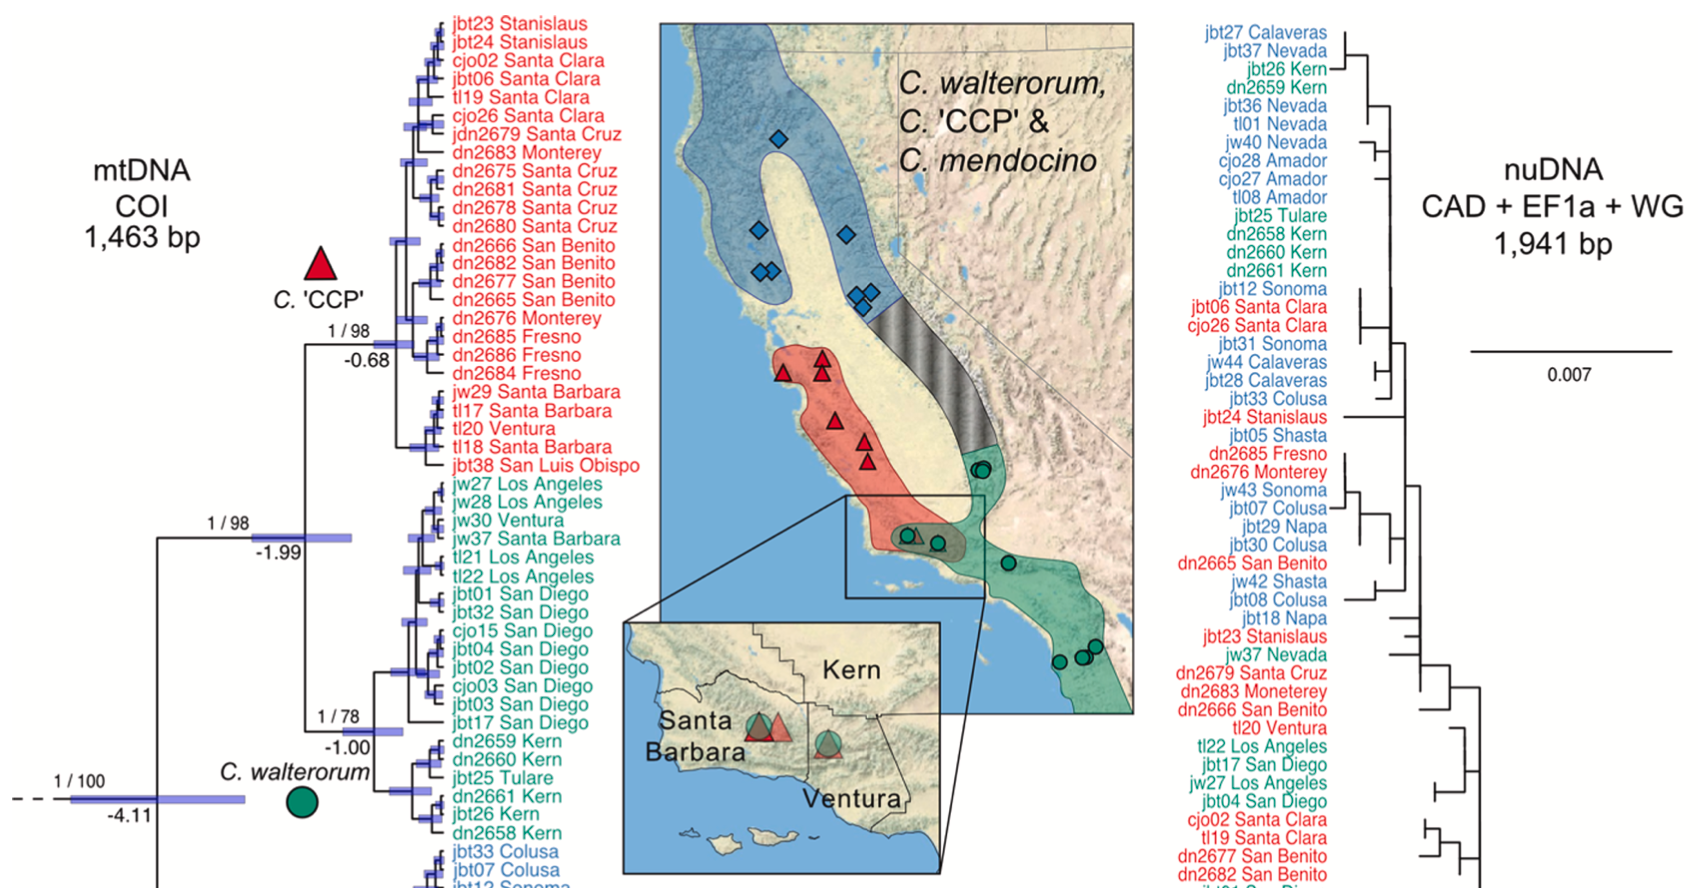 mtDNA
COI
1,463 bp
C. 'CCP'
1 / 98
-0.68
1 / 98
-1.99
1 / 78
-1.00
C. walterorum
1 / 100
-4.11
jbt23 Stanislaus
jbt24 Stanislaus
cjo02 Santa Clara
jbt06 Santa Clara
tl19 Santa Clara
cjo26 Santa Clara
jdn2679 Santa Cruz
dn2683 Monterey
dn2675 Santa Cruz
dn2681 Santa Cruz
dn2678 Santa Cruz
dn2680 Santa Cruz
dn2666 San Benito
dn2682 San Benito
dn2677 San Benito
dn2665 San Benito
dn2676 Monterey
dn2685 Fresno
dn2686 Fresno
dn2684 Fresno
jw29 Santa Barbara
tl17 Santa Barbara
tl20 Ventura
tl18 Santa Barbara
jbt38 San Luis Obispo
jw27 Los Angeles
jw28 Los Angeles
jw30 Ventura
jw37 Santa Barbara
tl21 Los Angeles
tl22 Los Angeles
jbt01 San Diego
jbt32 San Diego
cjo15 San Diego
jbt04 San Diego
jbt02 San Diego
cjo03 San Diego
jbt03 San Diego
jbt17 San Diego
dn2659 Kern
dn2660 Kern
jbt25 Tulare
dn2661 Kern
jbt26 Kern
dn2658 Kern
jbt33 Colusa
jbt07 Colusa
jbt12 Sonoma
C. walterorum,
C. 'CCP' &
C. mendocino
Kern
Santa
Barbara
Ventura
jbt27 Calaveras
jbt37 Nevada
jbt26 Kern
dn2659 Kern
jbt36 Nevada
tl01 Nevada
jw40 Nevada
cjo28 Amador
cjo27 Amador
tl08 Amador
jbt25 Tulare
dn2658 Kern
dn2660 Kern
dn2661 Kern
jbt12 Sonoma
jbt06 Santa Clara
cjo26 Santa Clara
jbt31 Sonoma
jw44 Calaveras
jbt28 Calaveras
jbt33 Colusa
jbt24 Stanislaus
jbt05 Shasta
dn2685 Fresno
dn2676 Monterey
jw43 Sonoma
jbt07 Colusa
jbt29 Napa
jbt30 Colusa
dn2665 San Benito
jw42 Shasta
jbt08 Colusa
jbt18 Napa
jbt23 Stanislaus
jw37 Nevada
dn2679 Santa Cruz
dn2683 Moneterey
dn2666 San Benito
tl20 Ventura
tl22 Los Angeles
jbt17 San Diego
jw27 Los Angeles
jbt04 San Diego
cjo02 Santa Clara
tl19 Santa Clara
dn2677 San Benito
dn2682 San Benito
nuDNA
CAD + EF1a + WG
1,941 bp
0.007